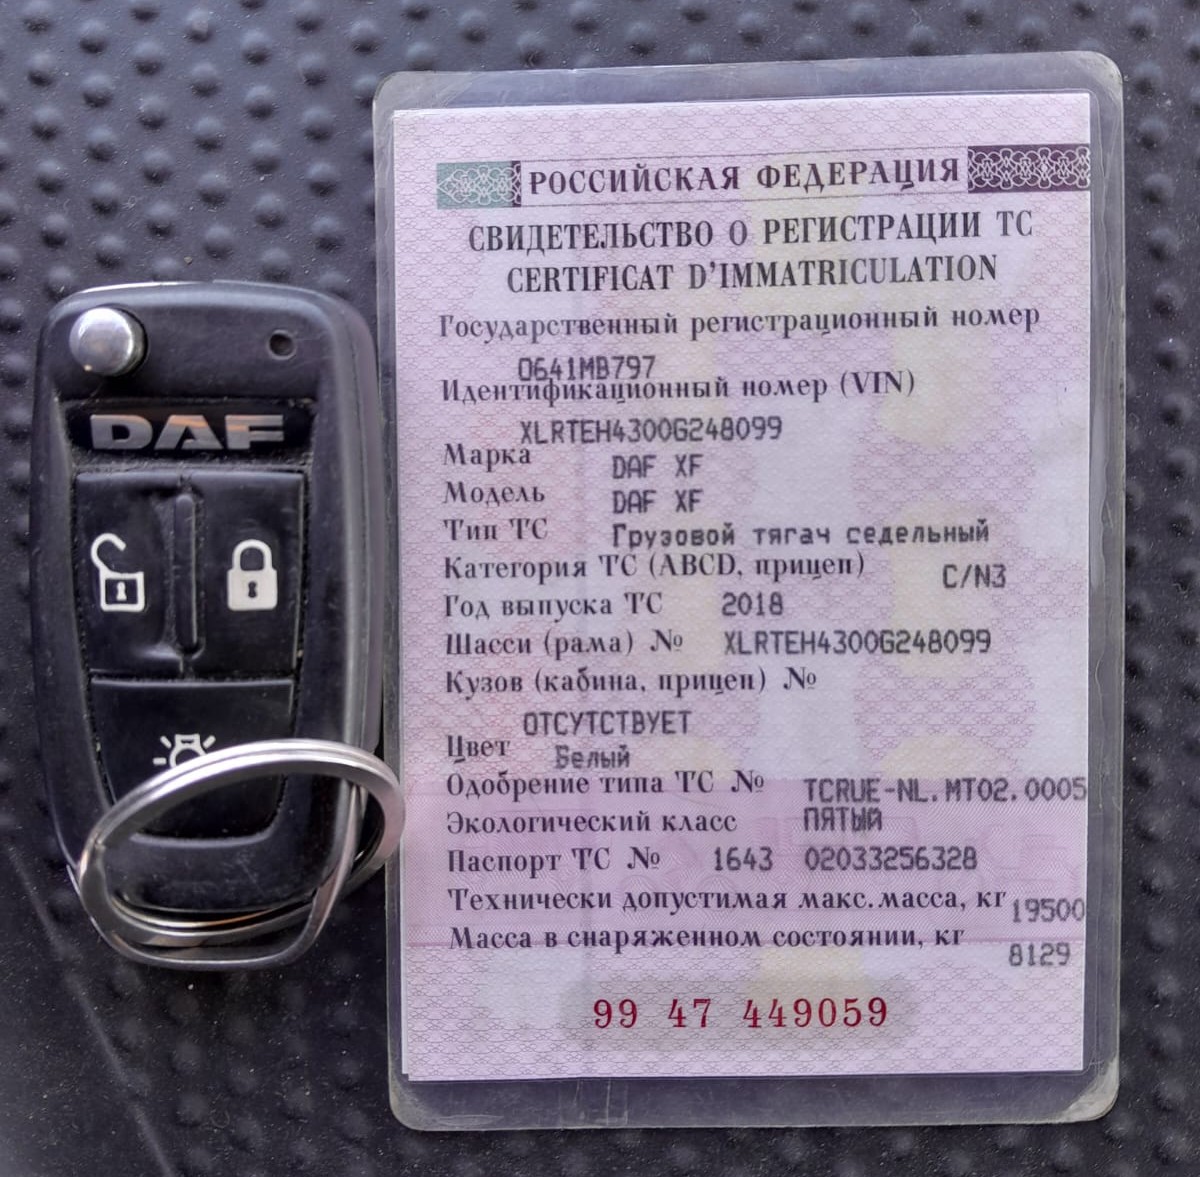 DAF
РОССИЙСКАЯ ФЕДЕРАЦИЯ
СВИДЕТЕЛЬСТВО О РЕГИСТРАЦИИ ТС
CERTIFICAT D'IMMATRICULATION
Государственный регистрационный номер
О641МВ797
Идентификационный номер (VIN)
XLRTEH4300G248099
Марка DAF XF
Модель DAF XF
Тип ТС Грузовой тягач седельный
Категория ТС (ABCD, прицеп) C/N3
Год выпуска ТС 2018
Шасси (рама) № XLRTEH4300G248099
Кузов (кабина, прицеп) №
ОТСУТСТВУЕТ
Цвет Белый
Одобрение типа ТС № TCRUE-NL.MT02.0005
Экологический класс ПЯТЫЙ
Паспорт ТС № 1643 02033256328
Технически допустимая макс. масса, кг 19500
Масса в снаряженном состоянии, кг 8129
99 47 449059